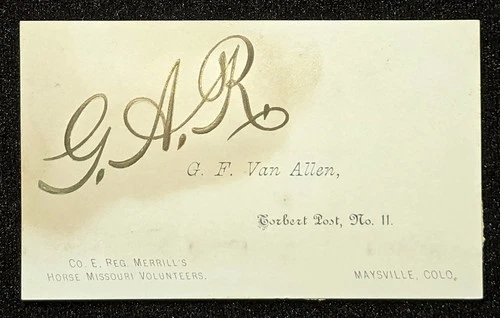 G.A.R.
G. F. Van Allen,
Torbert Post, No. 11.
Co. E, Reg. Merrill's
Horse Missouri Volunteers.
Maysville, Colo.